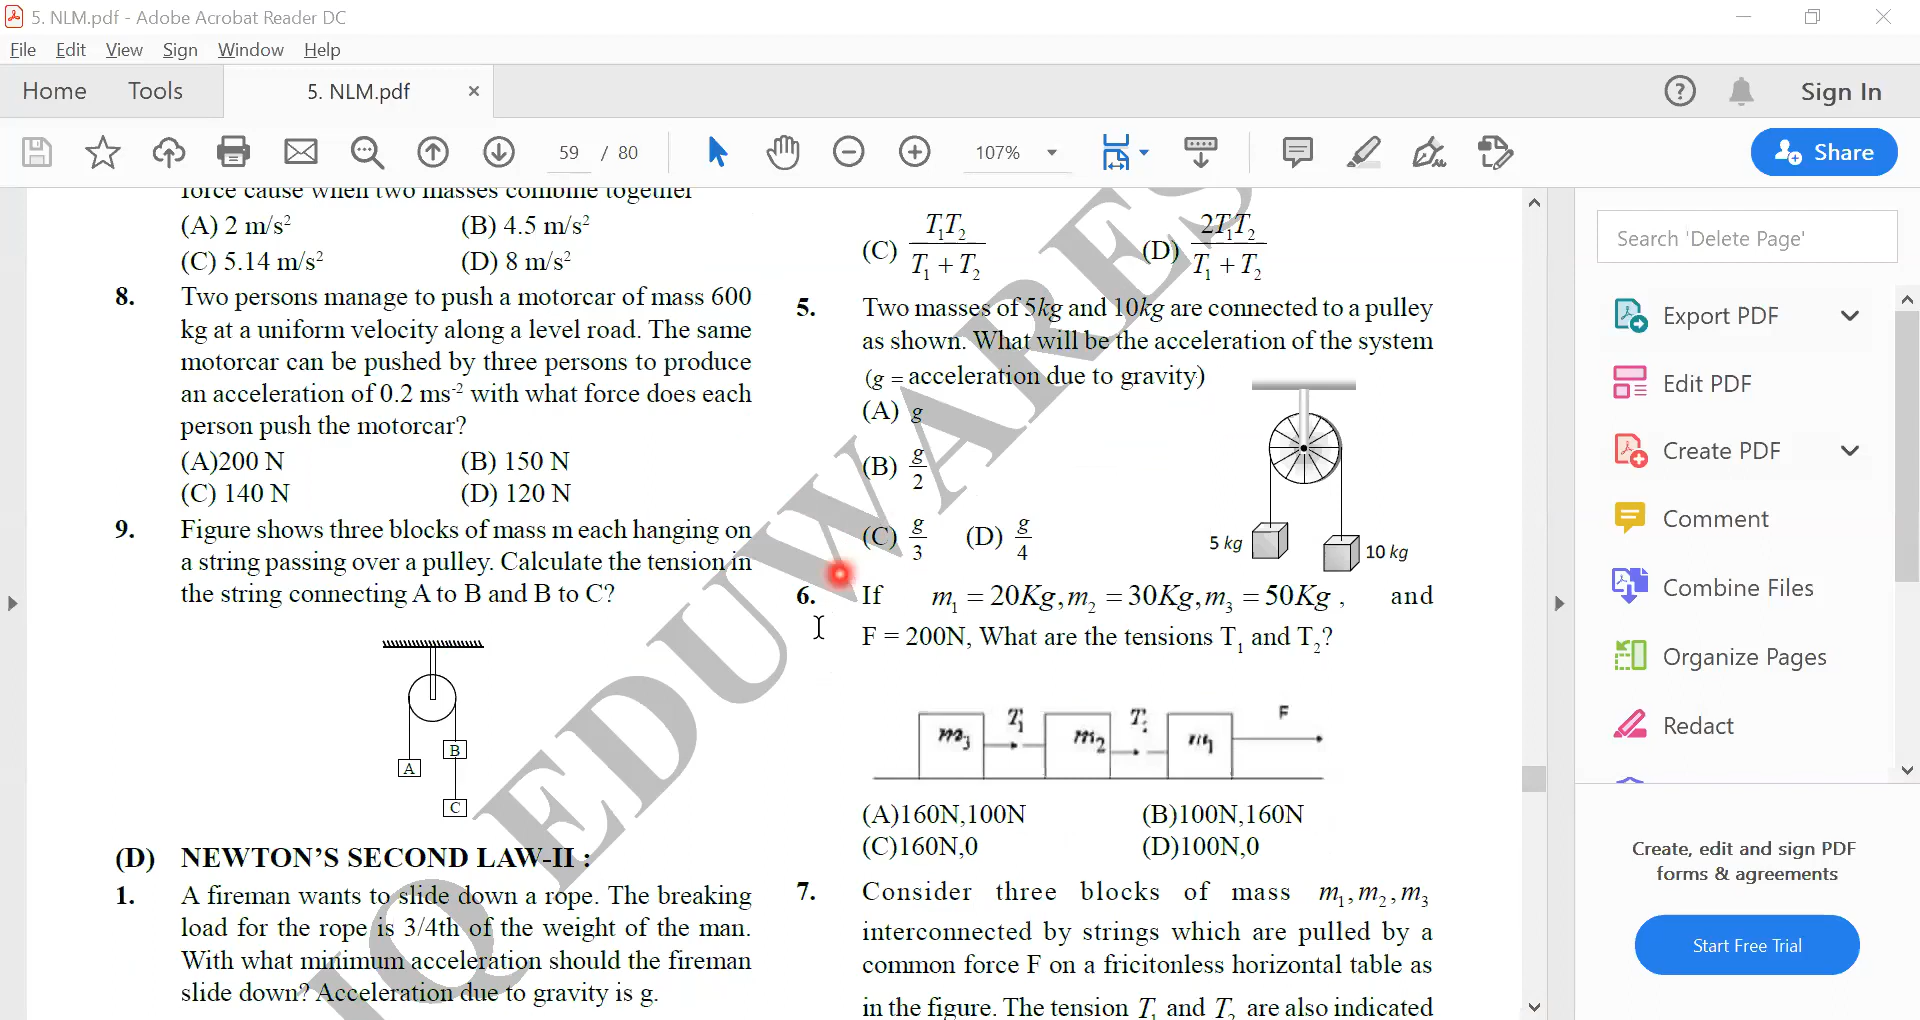 5. NLM.pdf - Adobe Acrobat Reader DC
File Edit View Sign Window Help
Home Tools 5. NLM.pdf × Sign In
59 / 80 107% Share
force cause when two masses combine together
(A) 2 m/s² (B) 4.5 m/s²
(C) 5.14 m/s² (D) 8 m/s²
8. Two persons manage to push a motorcar of mass 600
kg at a uniform velocity along a level road. The same
motorcar can be pushed by three persons to produce
an acceleration of 0.2 ms⁻² with what force does each
person push the motorcar?
(A)200 N (B) 150 N
(C) 140 N (D) 120 N
9. Figure shows three blocks of mass m each hanging on
a string passing over a pulley. Calculate the tension in
the string connecting A to B and B to C?
A
B
C
(D) NEWTON'S SECOND LAW-II :
1. A fireman wants to slide down a rope. The breaking
load for the rope is 3/4th of the weight of the man.
With what minimum acceleration should the fireman
slide down? Acceleration due to gravity is g.
(C) T₁T₂ / T₁ + T₂ (D) 2T₁T₂ / T₁ + T₂
5. Two masses of 5kg and 10kg are connected to a pulley
as shown. What will be the acceleration of the system
(g = acceleration due to gravity)
(A) g
(B) g/2
(C) g/3 (D) g/4
5 kg
10 kg
6. If m₁ = 20Kg, m₂ = 30Kg, m₃ = 50Kg , and
F = 200N, What are the tensions T₁ and T₂?
m₃ T₁ m₂ m₁ F
(A)160N,100N (B)100N,160N
(C)160N,0 (D)100N,0
7. Consider three blocks of mass m₁, m₂, m₃
interconnected by strings which are pulled by a
common force F on a fricitonless horizontal table as
in the figure. The tension T₁ and T₂ are also indicated
JQ EDUWARES
Search 'Delete Page'
Export PDF
Edit PDF
Create PDF
Comment
Combine Files
Organize Pages
Redact
Create, edit and sign PDF
forms & agreements
Start Free Trial